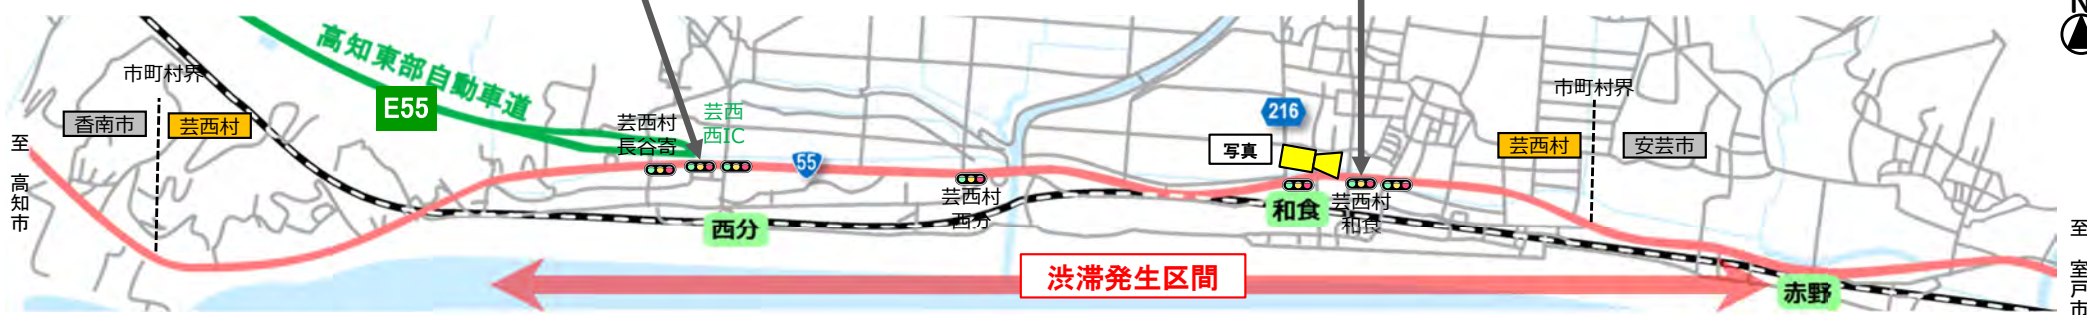 N
高知東部自動車道
E55
市町村界
香南市
芸西村
至 高知市
芸西村
長谷寄
芸西
西IC
55
西分
芸西村
西分
216
写真
和食
芸西村
和食
市町村界
芸西村
安芸市
渋滞発生区間
赤野
至 室戸市